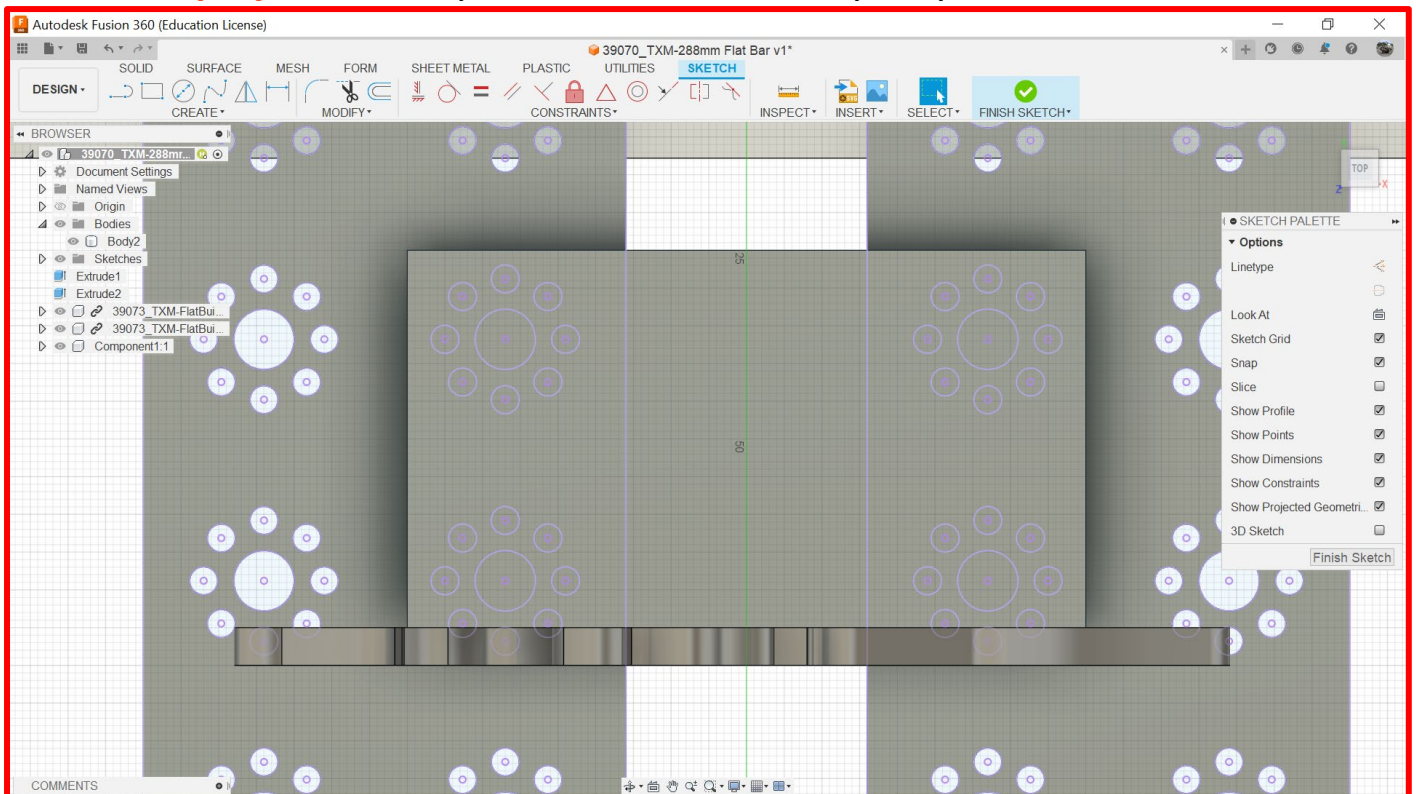 Autodesk Fusion 360 (Education License)
39070_TXM-288mm Flat Bar v1*
SOLID SURFACE MESH FORM SHEET METAL PLASTIC UTILITIES SKETCH
DESIGN
CREATE MODIFY CONSTRAINTS INSPECT INSERT SELECT FINISH SKETCH
BROWSER
39070_TXM-288mr...
Document Settings
Named Views
Origin
Bodies
Body2
Sketches
Extrude1
Extrude2
39073_TXM-FlatBui...
39073_TXM-FlatBui...
Component1:1
25
50
TOP
Z X
SKETCH PALETTE
Options
Linetype
Look At
Sketch Grid
Snap
Slice
Show Profile
Show Points
Show Dimensions
Show Constraints
Show Projected Geometri...
3D Sketch
Finish Sketch
COMMENTS